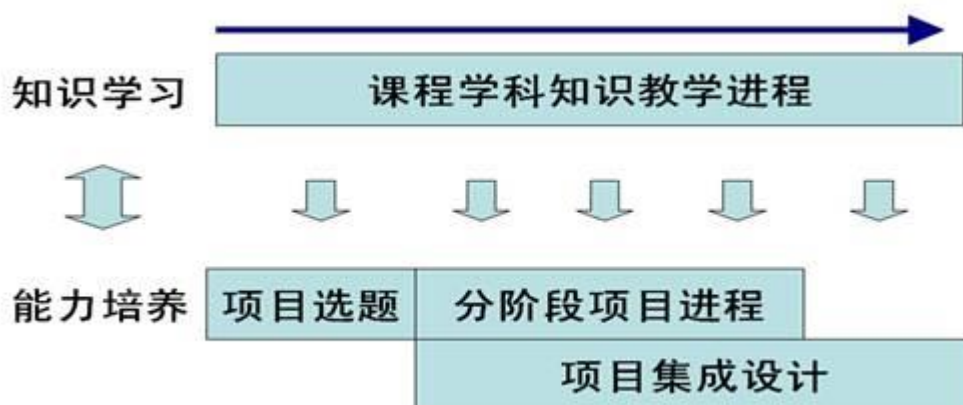 知识学习
课程学科知识教学进程
能力培养
项目选题
分阶段项目进程
项目集成设计